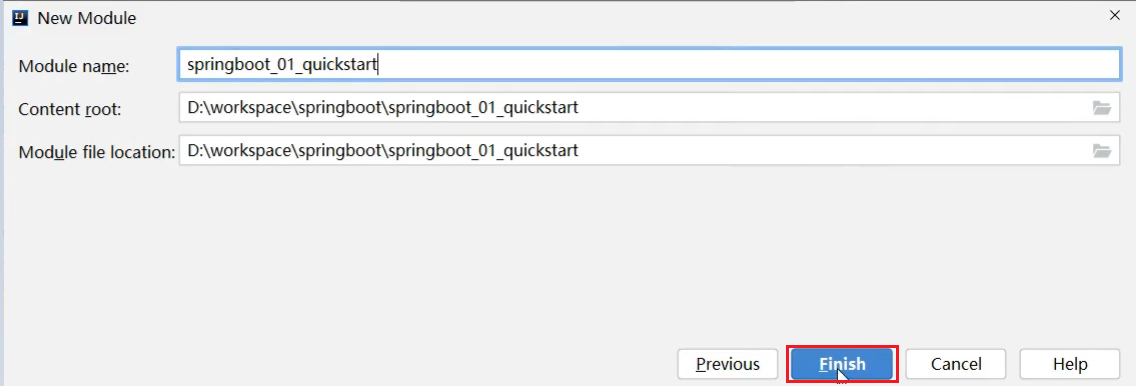 New Module
Module name: springboot_01_quickstart
Content root: D:\workspace\springboot\springboot_01_quickstart
Module file location: D:\workspace\springboot\springboot_01_quickstart
Previous Finish Cancel Help